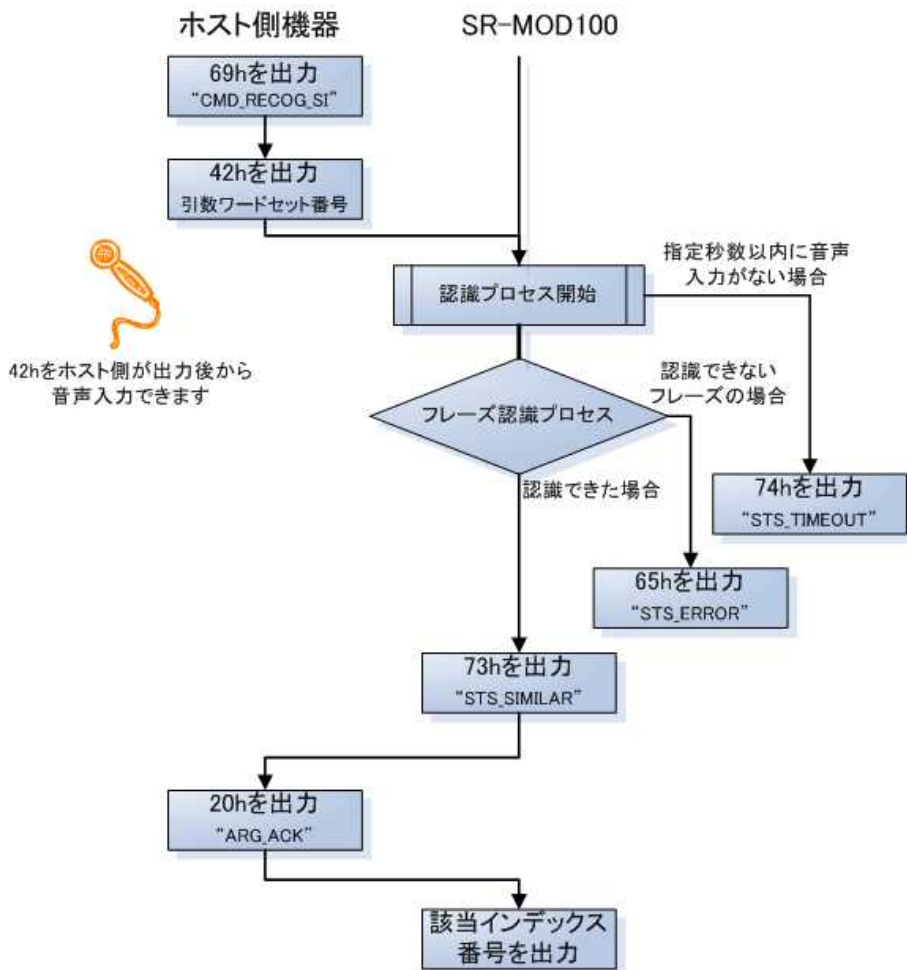 ホスト側機器
SR-MOD100
69hを出力
“CMD_RECOG_SI”
42hを出力
引数ワードセット番号
指定秒数以内に音声
入力がない場合
認識プロセス開始
42hをホスト側が出力後から
音声入力できます
認識できない
フレーズの場合
フレーズ認識プロセス
認識できた場合
74hを出力
“STS_TIMEOUT”
65hを出力
“STS_ERROR”
73hを出力
“STS_SIMILAR”
20hを出力
“ARG_ACK”
該当インデックス
番号を出力